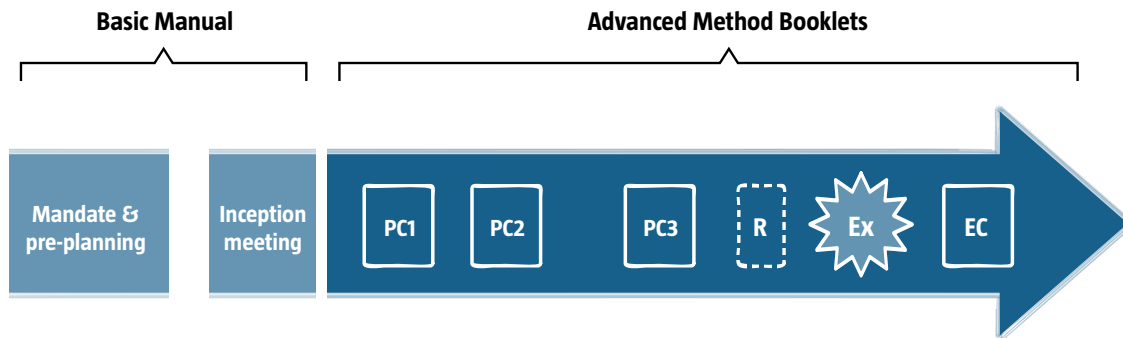 Basic Manual
Advanced Method Booklets
Mandate &
pre-planning
Inception
meeting
PC1
PC2
PC3
R
Ex
EC